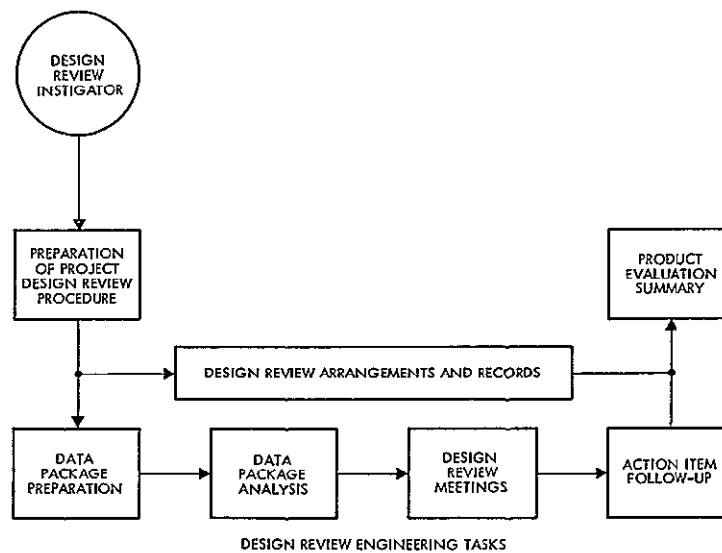 DESIGN
REVIEW
INSTIGATOR
PREPARATION
OF PROJECT
DESIGN REVIEW
PROCEDURE
PRODUCT
EVALUATION
SUMMARY
DESIGN REVIEW ARRANGEMENTS AND RECORDS
DATA
PACKAGE
PREPARATION
DATA
PACKAGE
ANALYSIS
DESIGN
REVIEW
MEETINGS
ACTION ITEM
FOLLOW-UP
DESIGN REVIEW ENGINEERING TASKS